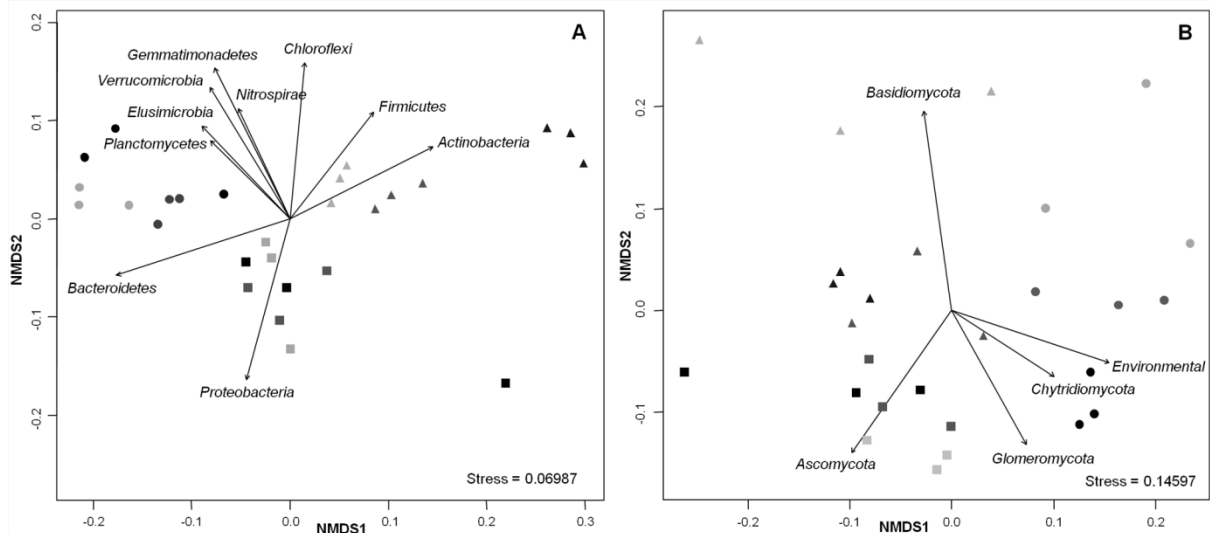 A
0.2
0.1
0.0
-0.1
-0.2
NMDS2
Gemmatimonadetes
Chloroflexi
Verrucomicrobia
Nitrospirae
Elusimicrobia
Firmicutes
Planctomycetes
Actinobacteria
Bacteroidetes
Proteobacteria
Stress = 0.06987
-0.2 -0.1 0.0 0.1 0.2 0.3
NMDS1
B
0.2
0.1
0.0
-0.1
NMDS2
Basidiomycota
Environmental
Chytridiomycota
Ascomycota
Glomeromycota
Stress = 0.14597
-0.2 -0.1 0.0 0.1 0.2
NMDS1